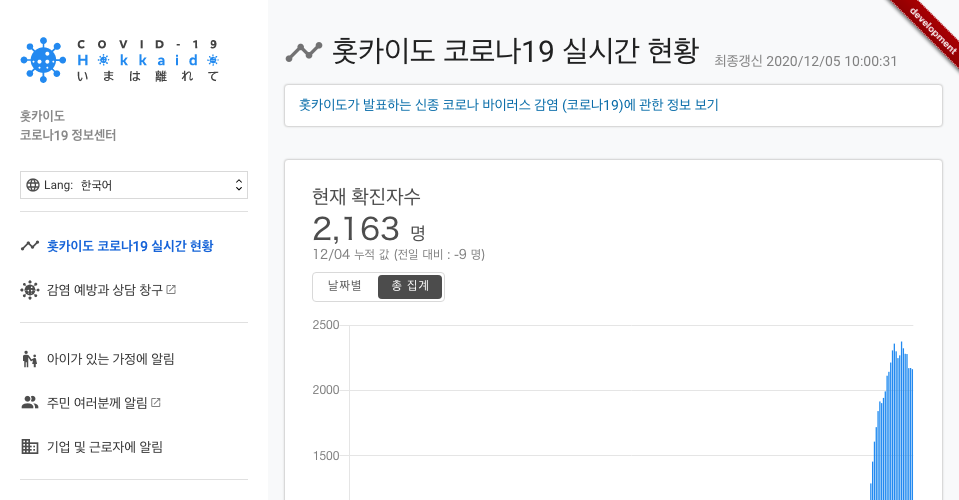 COVID-19
Hokkaido
いまは離れて
홋카이도
코로나19 정보센터
Lang: 한국어
홋카이도 코로나19 실시간 현황
감염 예방과 상담 창구
아이가 있는 가정에 알림
주민 여러분께 알림
기업 및 근로자에 알림
홋카이도 코로나19 실시간 현황
최종갱신 2020/12/05 10:00:31
development
홋카이도가 발표하는 신종 코로나 바이러스 감염 (코로나19)에 관한 정보 보기
현재 확진자수
2,163 명
12/04 누적 값 (전일 대비 : -9 명)
날짜별 총 집계
2500
2000
1500